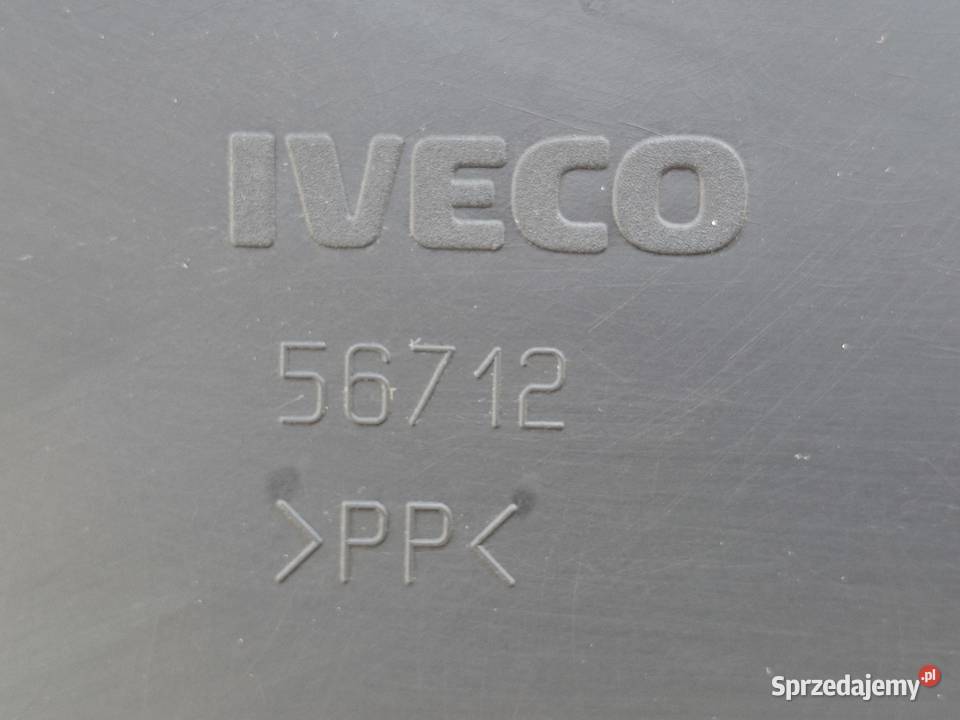 IVECO
56712
>PP<
Sprzedajemy.pl